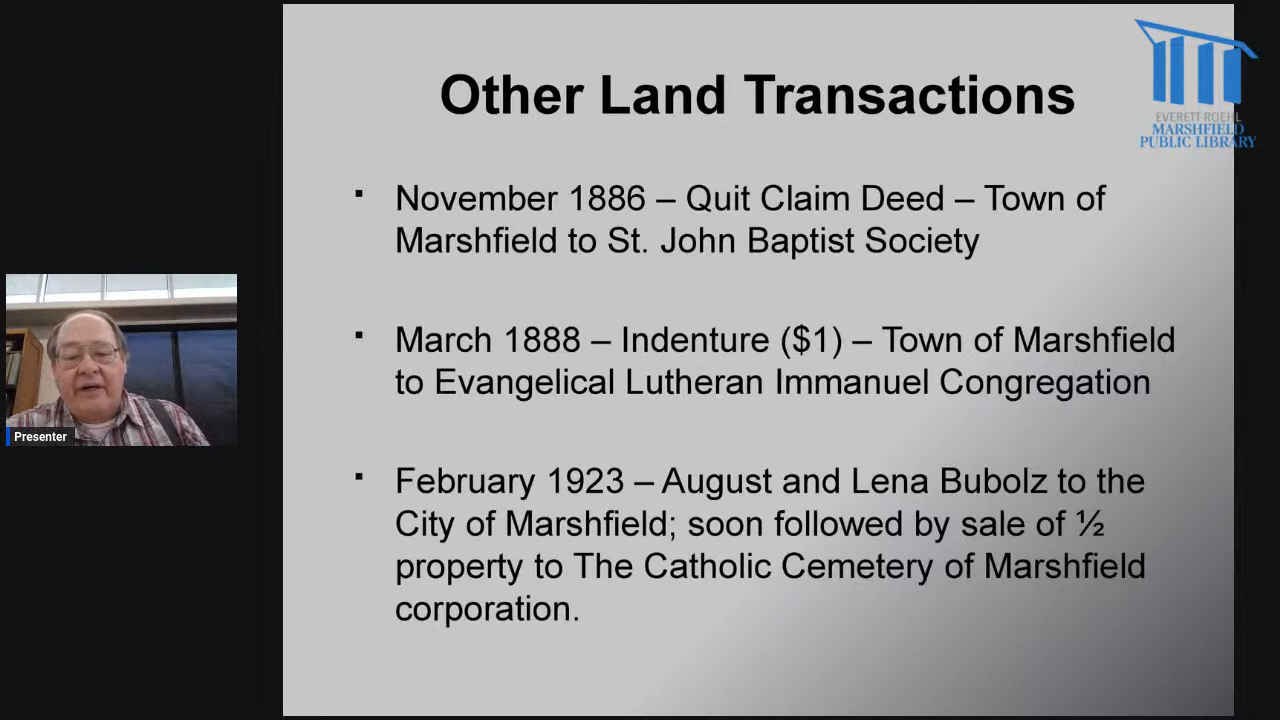 Other Land Transactions
EVERETT ROEHL
MARSHFIELD
PUBLIC LIBRARY
▪ November 1886 – Quit Claim Deed – Town of
Marshfield to St. John Baptist Society
▪ March 1888 – Indenture ($1) – Town of Marshfield
to Evangelical Lutheran Immanuel Congregation
▪ February 1923 – August and Lena Bubolz to the
City of Marshfield; soon followed by sale of ½
property to The Catholic Cemetery of Marshfield
corporation.
Presenter